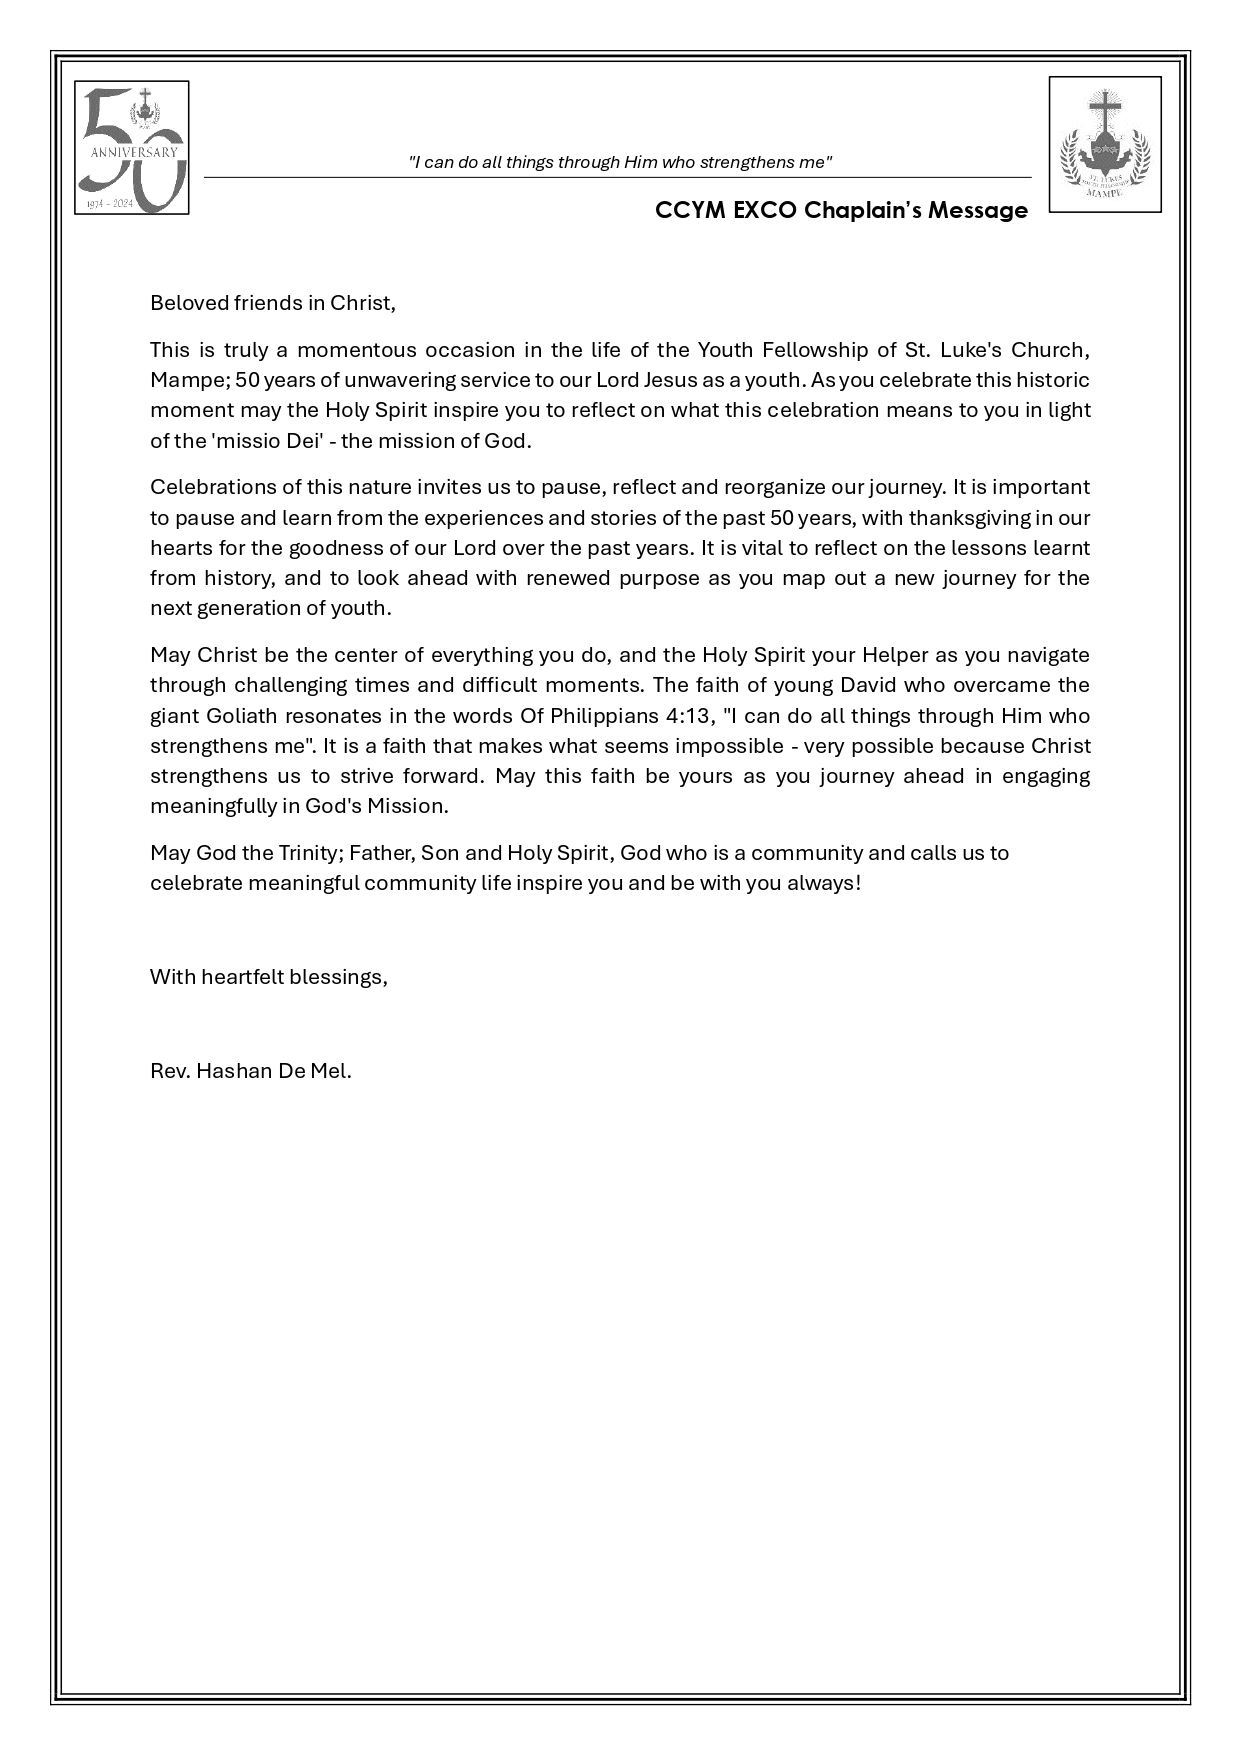 50
ANNIVERSARY
1974 - 2024
"I can do all things through Him who strengthens me"
ST. LUKES
YOUTH FELLOWSHIP
MAMPE
CCYM EXCO Chaplain’s Message
Beloved friends in Christ,
This is truly a momentous occasion in the life of the Youth Fellowship of St. Luke's Church,
Mampe; 50 years of unwavering service to our Lord Jesus as a youth. As you celebrate this historic
moment may the Holy Spirit inspire you to reflect on what this celebration means to you in light
of the 'missio Dei' - the mission of God.
Celebrations of this nature invites us to pause, reflect and reorganize our journey. It is important
to pause and learn from the experiences and stories of the past 50 years, with thanksgiving in our
hearts for the goodness of our Lord over the past years. It is vital to reflect on the lessons learnt
from history, and to look ahead with renewed purpose as you map out a new journey for the
next generation of youth.
May Christ be the center of everything you do, and the Holy Spirit your Helper as you navigate
through challenging times and difficult moments. The faith of young David who overcame the
giant Goliath resonates in the words Of Philippians 4:13, "I can do all things through Him who
strengthens me". It is a faith that makes what seems impossible - very possible because Christ
strengthens us to strive forward. May this faith be yours as you journey ahead in engaging
meaningfully in God's Mission.
May God the Trinity; Father, Son and Holy Spirit, God who is a community and calls us to
celebrate meaningful community life inspire you and be with you always!
With heartfelt blessings,
Rev. Hashan De Mel.